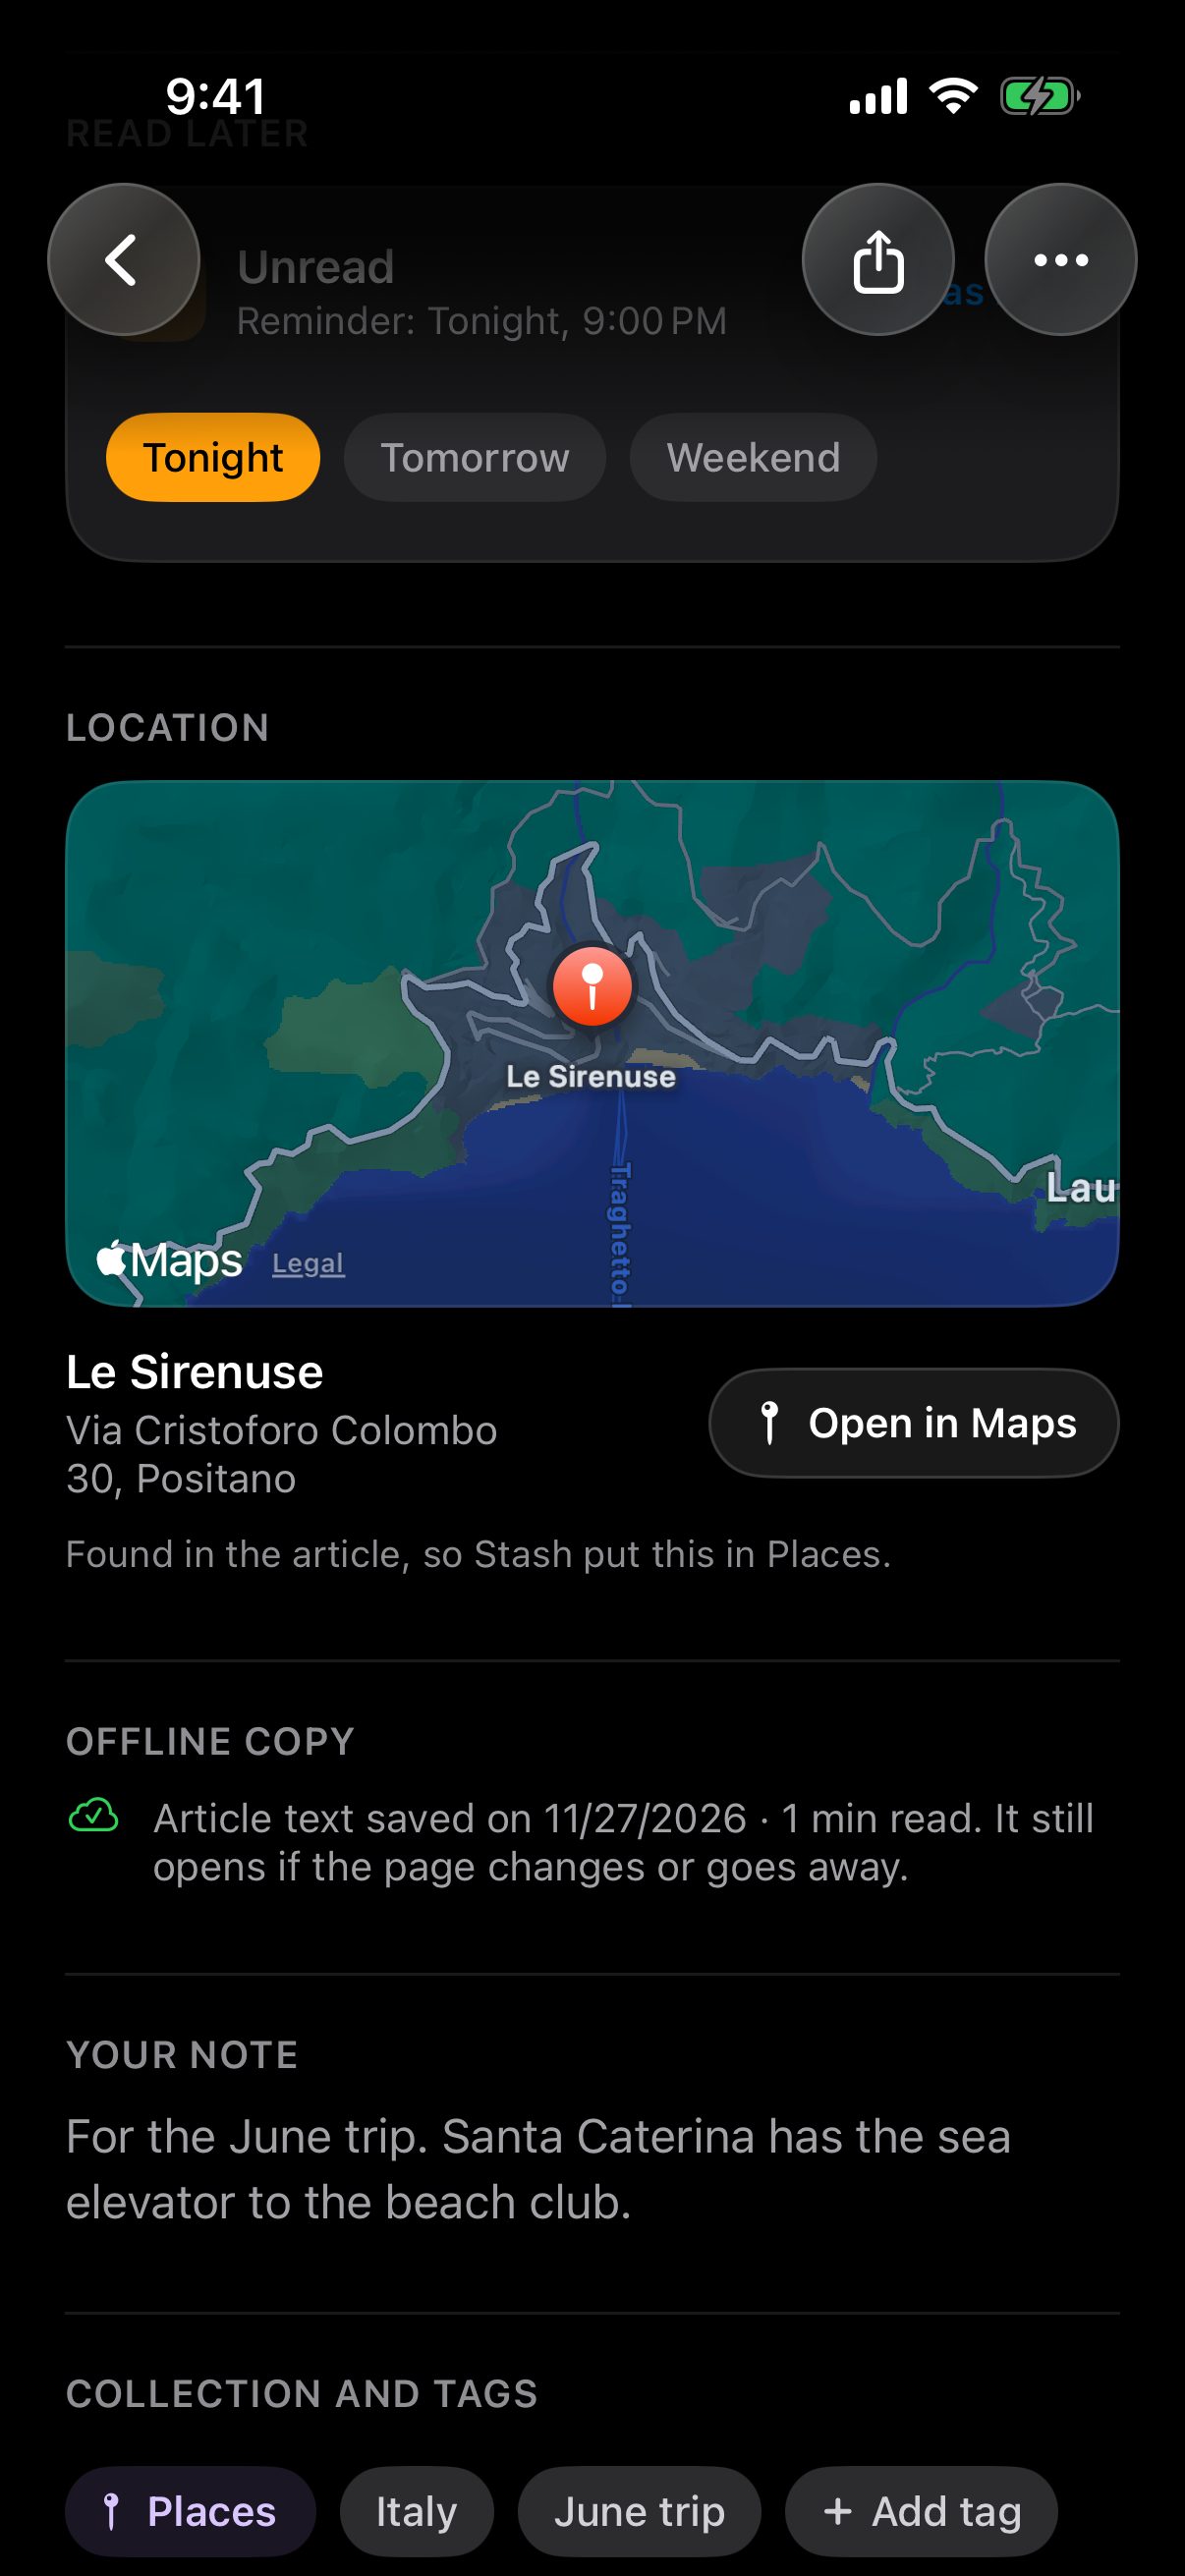 9:41
READ LATER
Unread
as
Reminder: Tonight, 9:00 PM
Tonight
Tomorrow
Weekend
LOCATION
Le Sirenuse
Traghetto
Lau
Maps
Legal
Le Sirenuse
Via Cristoforo Colombo
30, Positano
Open in Maps
Found in the article, so Stash put this in Places.
OFFLINE COPY
Article text saved on 11/27/2026 · 1 min read. It still
opens if the page changes or goes away.
YOUR NOTE
For the June trip. Santa Caterina has the sea
elevator to the beach club.
COLLECTION AND TAGS
Places
Italy
June trip
+ Add tag